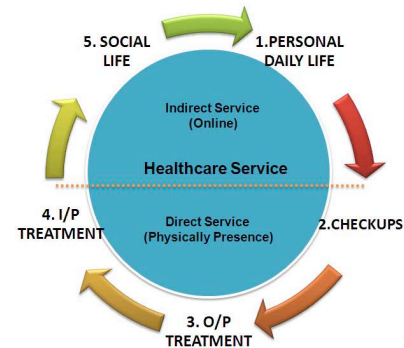 5. SOCIAL
LIFE
1.PERSONAL
DAILY LIFE
Indirect Service
(Online)
Healthcare Service
4. I/P
TREATMENT
Direct Service
(Physically Presence)
2.CHECKUPS
3. O/P
TREATMENT